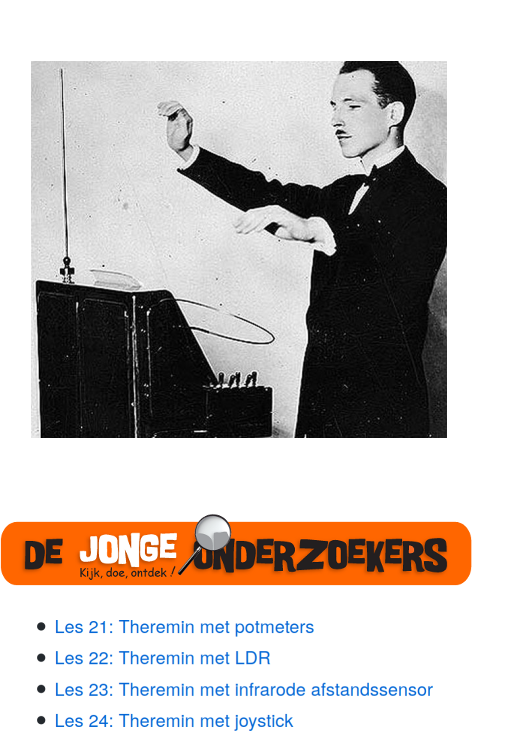 DE JONGE ONDERZOEKERS
Kijk, doe, ontdek!
Les 21: Theremin met potmeters
Les 22: Theremin met LDR
Les 23: Theremin met infrarode afstandssensor
Les 24: Theremin met joystick